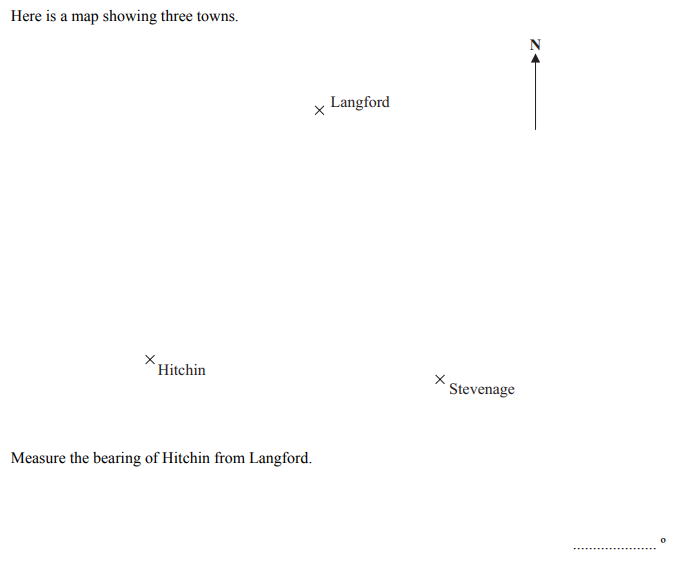 Here is a map showing three towns.
N
Langford
Hitchin
Stevenage
Measure the bearing of Hitchin from Langford.
.....................°